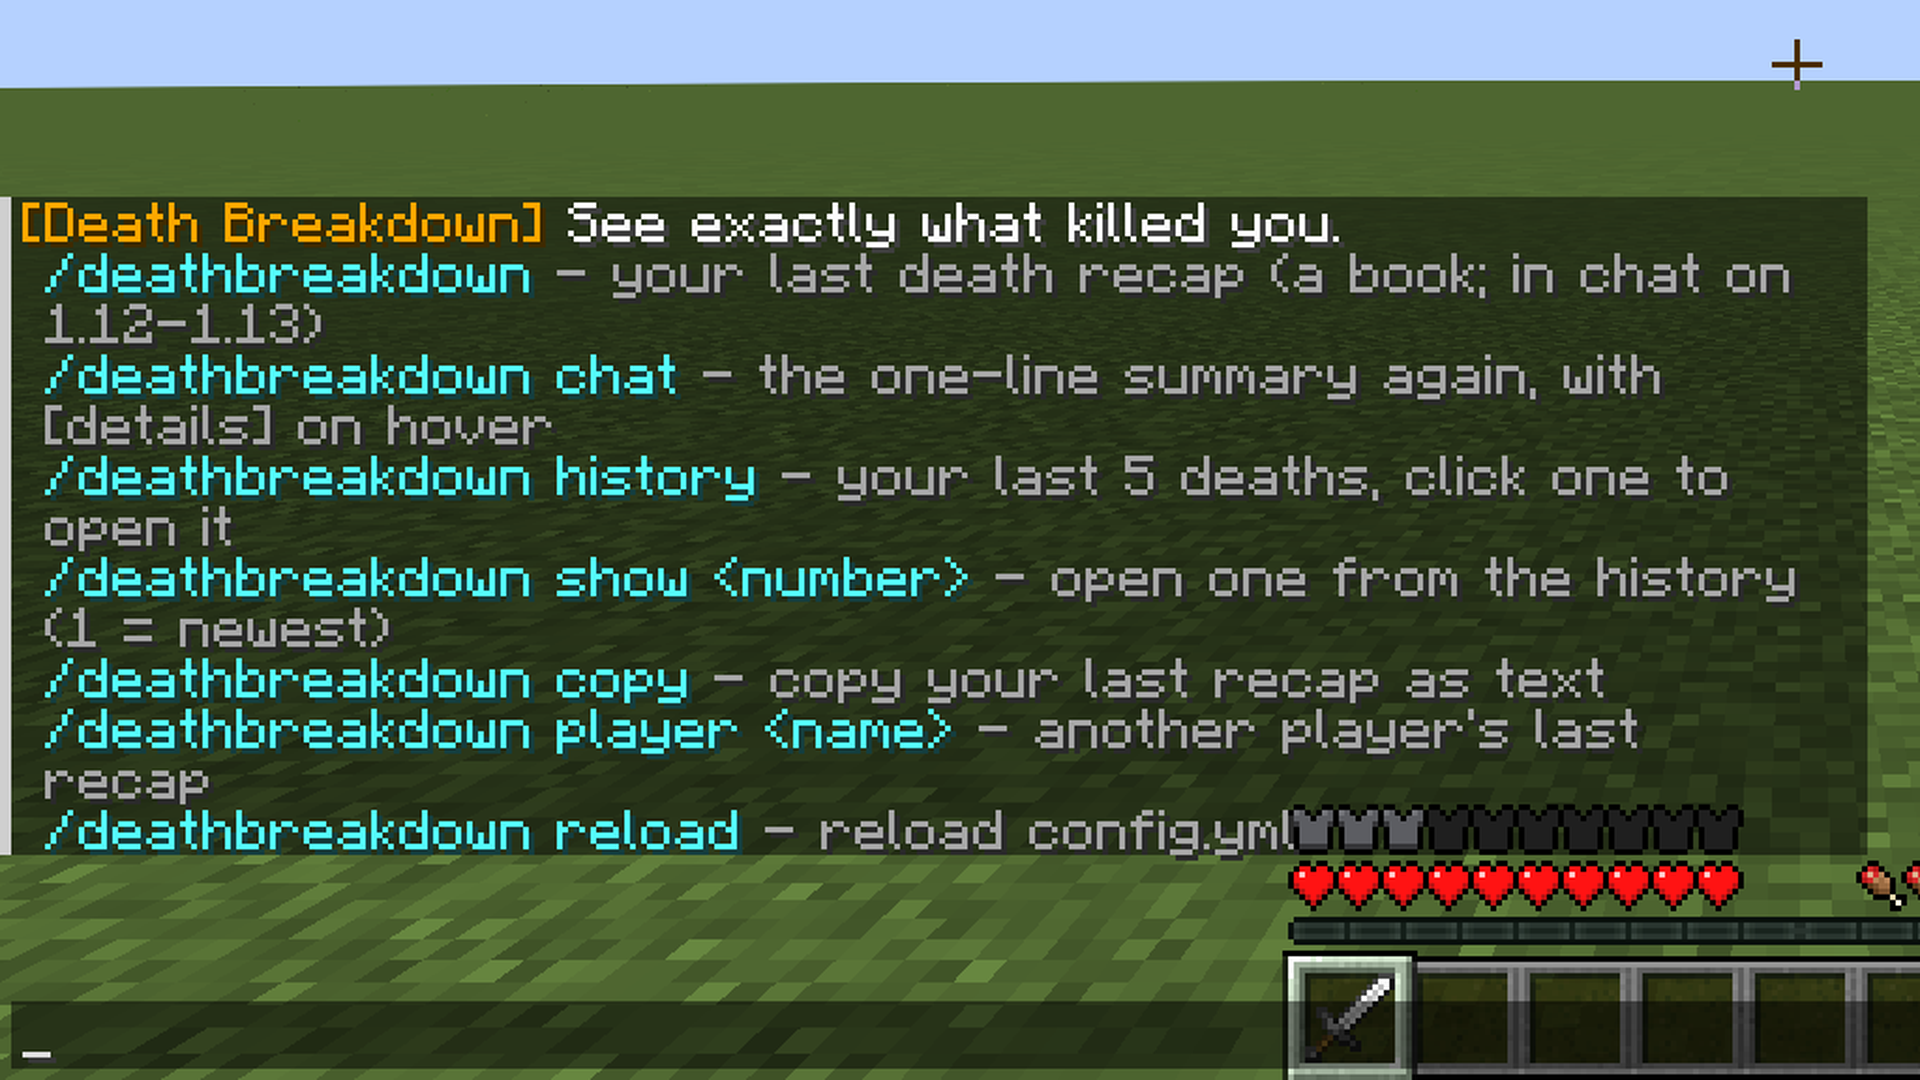 [Death Breakdown] See exactly what killed you.
/deathbreakdown - your last death recap (a book; in chat on
1.12-1.13)
/deathbreakdown chat - the one-line summary again, with
[details] on hover
/deathbreakdown history - your last 5 deaths, click one to
open it
/deathbreakdown show <number> - open one from the history
(1 = newest)
/deathbreakdown copy - copy your last recap as text
/deathbreakdown player <name> - another player's last
recap
/deathbreakdown reload - reload config.yml
_